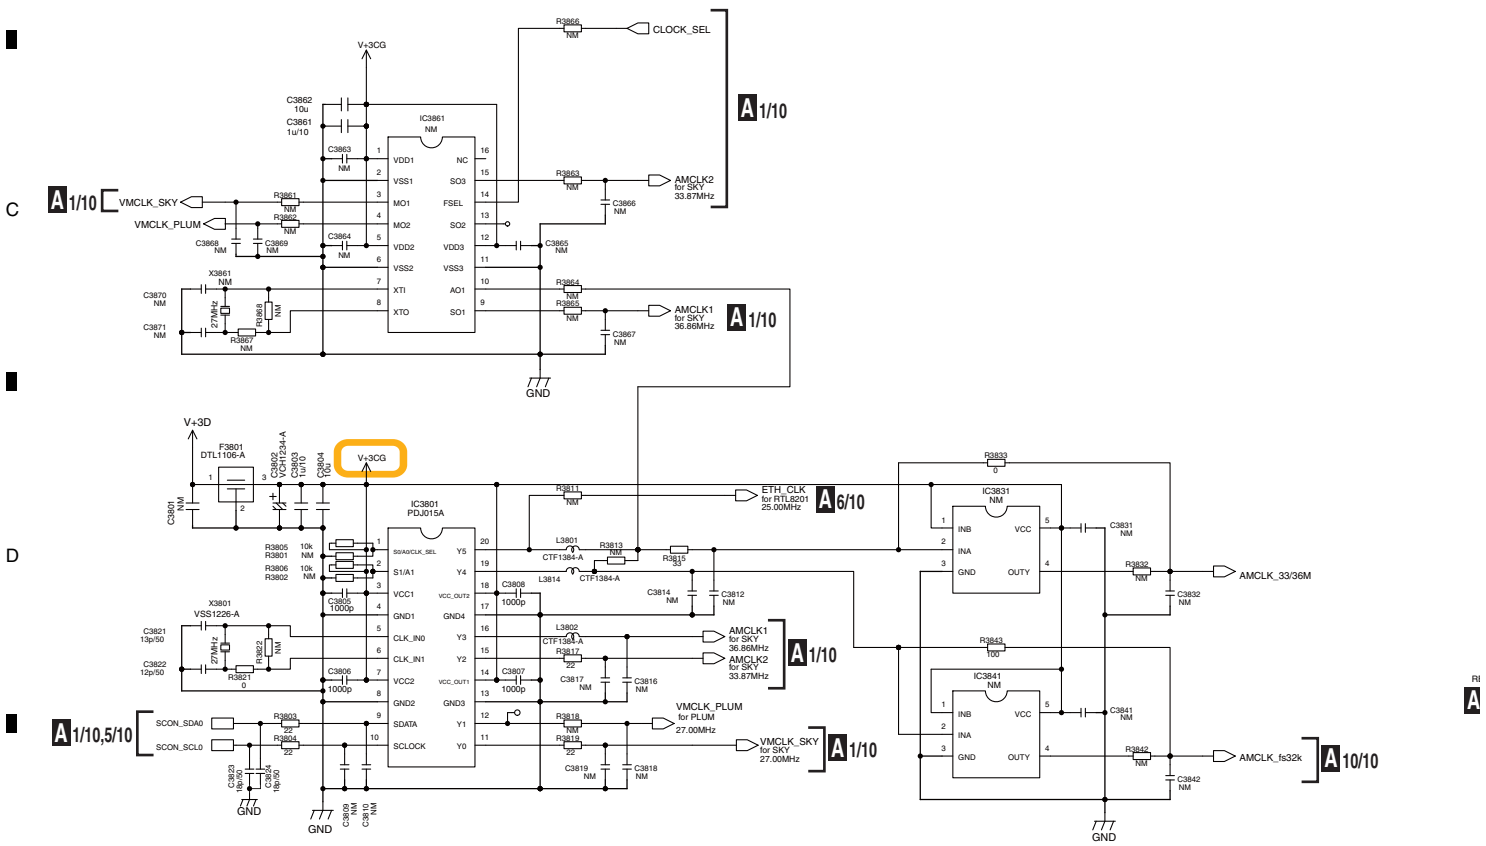 R3866
NM
CLOCK_SEL
V+3CG
C3862
10u
C3861
1u/10
IC3861
NM
A 1/10
C3863
NM
1 VDD1 NC 16
2 VSS1 SO3 15
3 MO1 FSEL 14
4 MO2 SO2 13
5 VDD2 VDD3 12
6 VSS2 VSS3 11
7 XTI AO1 10
8 XTO SO1 9
R3863
NM
AMCLK2
for SKY
33.87MHz
C3866
NM
C
A 1/10
VMCLK_SKY
R3861
NM
VMCLK_PLUM
R3862
NM
C3868
NM
C3869
NM
C3864
NM
C3865
NM
X3861
NM
C3870
NM
27MHz
R3868
NM
C3871
NM
R3867
NM
R3864
NM
R3865
NM
AMCLK1
for SKY
36.86MHz
A 1/10
C3867
NM
GND
V+3D
F3801
DTL1106-A
1 3
2
C3801
NM
C3802
VCH1234-A
+
C3803
1u/10
C3804
10u
V+3CG
IC3801
PDJ015A
R3811
NM
ETH_CLK
for RTL8201
25.00MHz
A 6/10
R3833
0
IC3831
NM
1 INB VCC 5
2 INA
3 GND OUTY 4
C3831
NM
R3832
NM
AMCLK_33/36M
C3832
NM
D
R3805 10k
R3801 NM
R3806 10k
R3802 NM
1 S0/A0/CLK_SEL Y5 20
2 S1/A1 Y4 19
3 VCC1 VCC_OUT2 18
4 GND1 GND4 17
5 CLK_IN0 Y3 16
6 CLK_IN1 Y2 15
7 VCC2 VCC_OUT1 14
8 GND2 GND3 13
9 SDATA Y1 12
10 SCLOCK Y0 11
L3801
CTF1384-A
R3813
NM
R3815
33
L3814
CTF1384-A
C3814
NM
C3812
NM
C3805
1000p
C3808
1000p
X3801
VSS1226-A
C3821
13p/50
27MHz
R3822
NM
C3822
12p/50
R3821
0
C3806
1000p
C3807
1000p
L3802
CTF1384-A
AMCLK1
for SKY
36.86MHz
R3817
22
AMCLK2
for SKY
33.87MHz
A 1/10
C3817
NM
C3816
NM
R3843
100
IC3841
NM
1 INB VCC 5
2 INA
3 GND OUTY 4
C3841
NM
R3842
NM
AMCLK_fs32k
A 10/10
C3842
NM
GND
A 1/10,5/10
SCON_SDA0
R3803
22
SCON_SCL0
R3804
22
C3823
18p/50
C3824
18p/50
GND
GND
C3809
NM
C3810
NM
R3818
NM
VMCLK_PLUM
for PLUM
27.00MHz
R3819
22
VMCLK_SKY
for SKY
27.00MHz
A 1/10
C3819
NM
C3818
NM
A